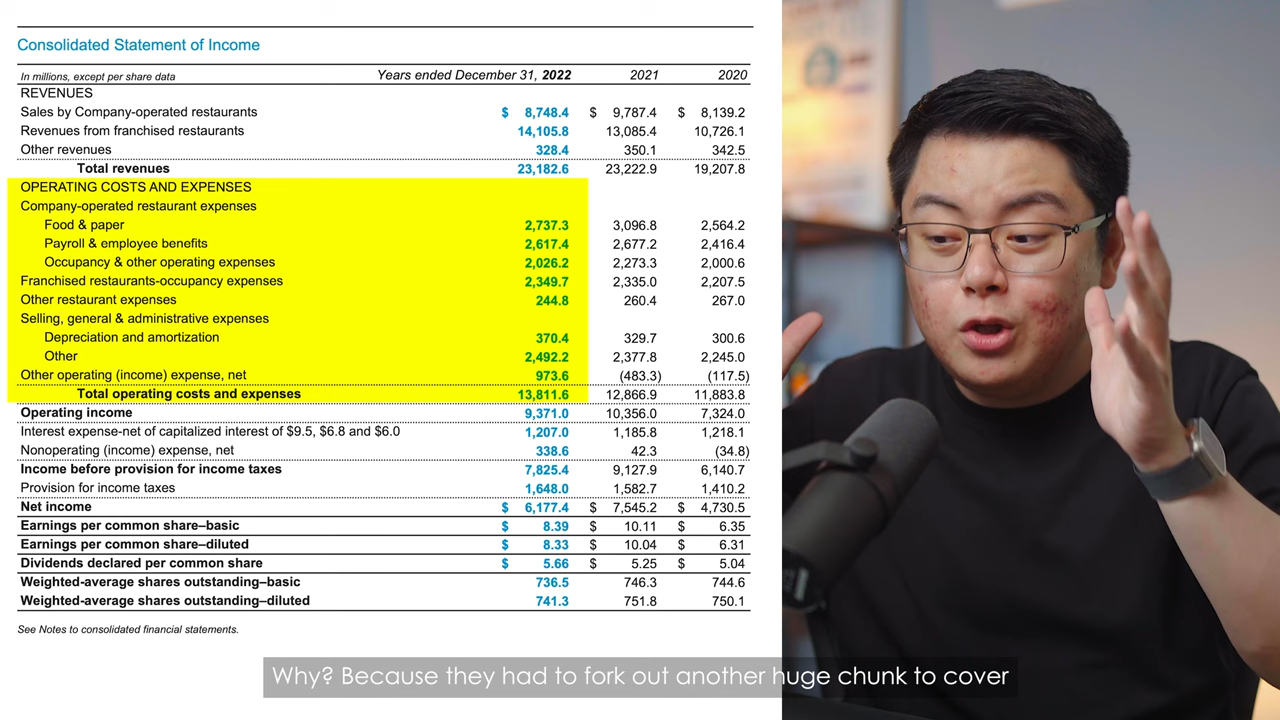 Consolidated Statement of Income
In millions, except per share data Years ended December 31, 2022 2021 2020
REVENUES
Sales by Company-operated restaurants $ 8,748.4 $ 9,787.4 $ 8,139.2
Revenues from franchised restaurants 14,105.8 13,085.4 10,726.1
Other revenues 328.4 350.1 342.5
Total revenues 23,182.6 23,222.9 19,207.8
OPERATING COSTS AND EXPENSES
Company-operated restaurant expenses
Food & paper 2,737.3 3,096.8 2,564.2
Payroll & employee benefits 2,617.4 2,677.2 2,416.4
Occupancy & other operating expenses 2,026.2 2,273.3 2,000.6
Franchised restaurants-occupancy expenses 2,349.7 2,335.0 2,207.5
Other restaurant expenses 244.8 260.4 267.0
Selling, general & administrative expenses
Depreciation and amortization 370.4 329.7 300.6
Other 2,492.2 2,377.8 2,245.0
Other operating (income) expense, net 973.6 (483.3) (117.5)
Total operating costs and expenses 13,811.6 12,866.9 11,883.8
Operating income 9,371.0 10,356.0 7,324.0
Interest expense-net of capitalized interest of $9.5, $6.8 and $6.0 1,207.0 1,185.8 1,218.1
Nonoperating (income) expense, net 338.6 42.3 (34.8)
Income before provision for income taxes 7,825.4 9,127.9 6,140.7
Provision for income taxes 1,648.0 1,582.7 1,410.2
Net income $ 6,177.4 $ 7,545.2 $ 4,730.5
Earnings per common share–basic $ 8.39 $ 10.11 $ 6.35
Earnings per common share–diluted $ 8.33 $ 10.04 $ 6.31
Dividends declared per common share $ 5.66 $ 5.25 $ 5.04
Weighted-average shares outstanding–basic 736.5 746.3 744.6
Weighted-average shares outstanding–diluted 741.3 751.8 750.1
See Notes to consolidated financial statements.
Why? Because they had to fork out another huge chunk to cover